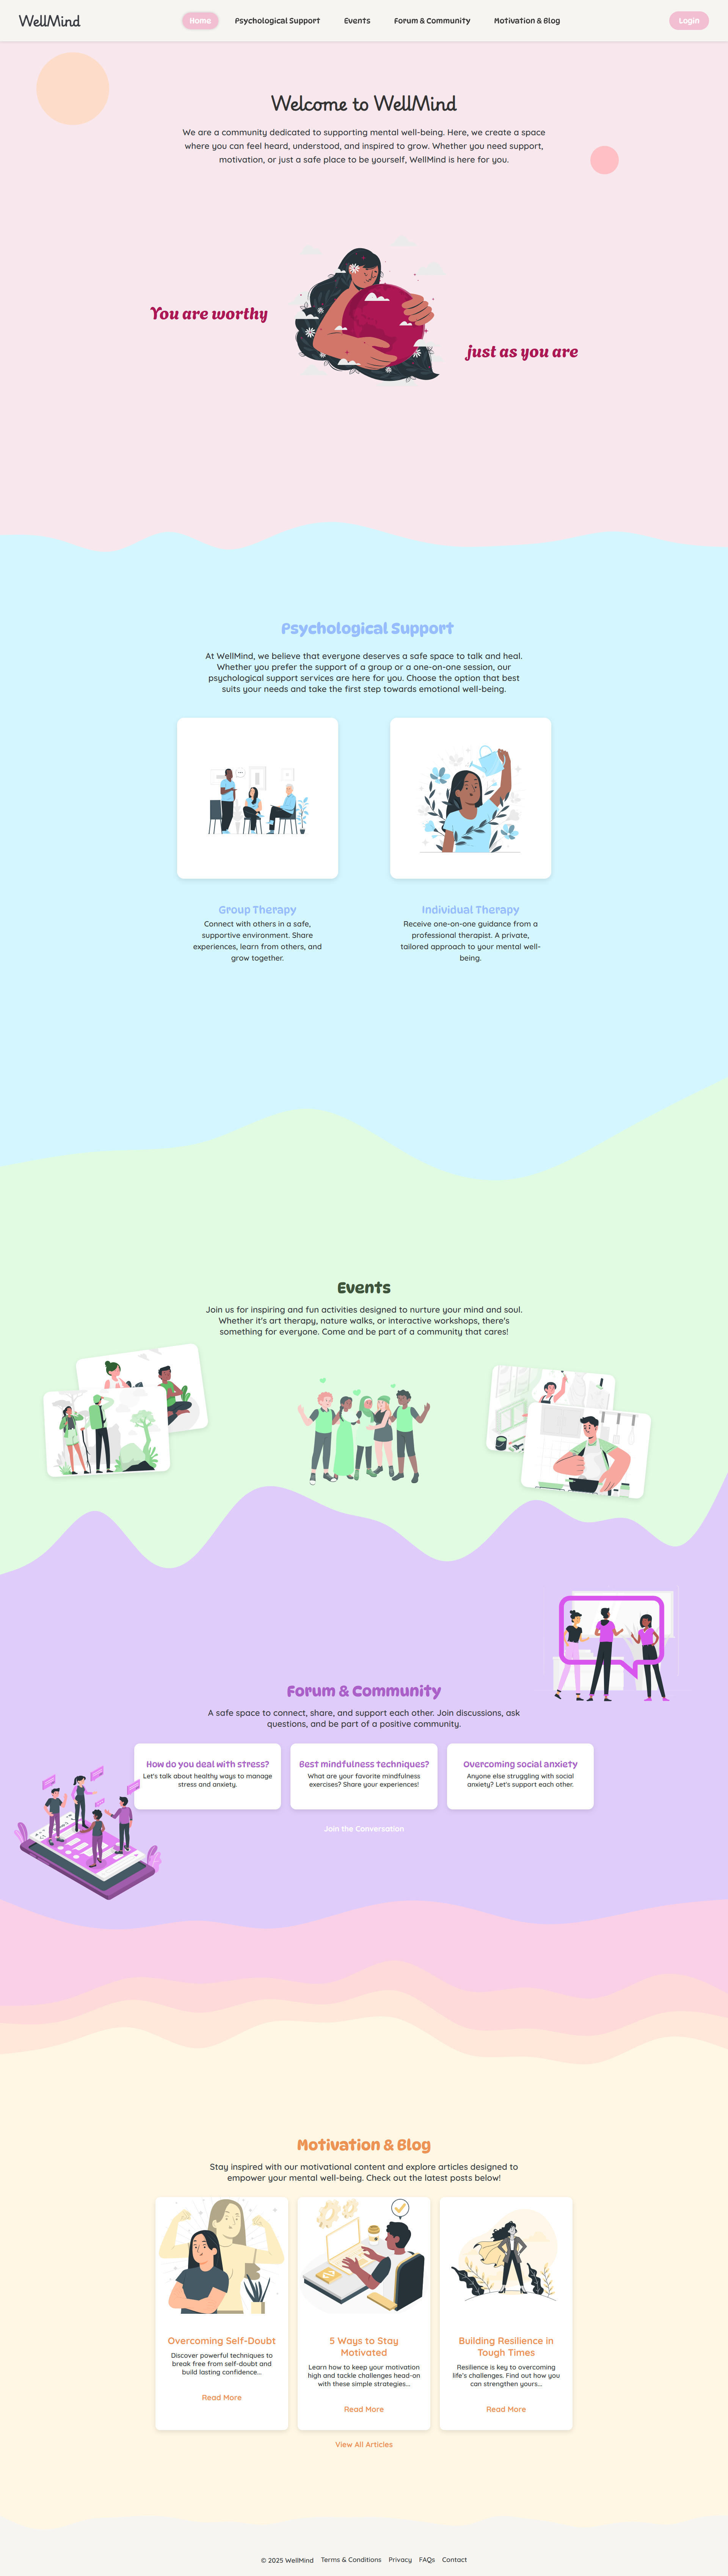 WellMind
Home
Psychological Support
Events
Forum & Community
Motivation & Blog
Login
Welcome to WellMind
We are a community dedicated to supporting mental well-being. Here, we create a space
where you can feel heard, understood, and inspired to grow. Whether you need support,
motivation, or just a safe place to be yourself, WellMind is here for you.
You are worthy
just as you are
Psychological Support
At WellMind, we believe that everyone deserves a safe space to talk and heal.
Whether you prefer the support of a group or a one-on-one session, our
psychological support services are here for you. Choose the option that best
suits your needs and take the first step towards emotional well-being.
Group Therapy
Connect with others in a safe,
supportive environment. Share
experiences, learn from others, and
grow together.
Individual Therapy
Receive one-on-one guidance from a
professional therapist. A private,
tailored approach to your mental well-
being.
Events
Join us for inspiring and fun activities designed to nurture your mind and soul.
Whether it's art therapy, nature walks, or interactive workshops, there's
something for everyone. Come and be part of a community that cares!
Forum & Community
A safe space to connect, share, and support each other. Join discussions, ask
questions, and be part of a positive community.
How do you deal with stress?
Let's talk about healthy ways to manage
stress and anxiety.
Best mindfulness techniques?
What are your favorite mindfulness
exercises? Share your experiences!
Overcoming social anxiety
Anyone else struggling with social
anxiety? Let's support each other.
Join the Conversation
Motivation & Blog
Stay inspired with our motivational content and explore articles designed to
empower your mental well-being. Check out the latest posts below!
Overcoming Self-Doubt
Discover powerful techniques to
break free from self-doubt and
build lasting confidence...
Read More
5 Ways to Stay
Motivated
Learn how to keep your motivation
high and tackle challenges head-on
with these simple strategies...
Read More
Building Resilience in
Tough Times
Resilience is key to overcoming
life's challenges. Find out how you
can strengthen yours...
Read More
View All Articles
© 2025 WellMind
Terms & Conditions
Privacy
FAQs
Contact